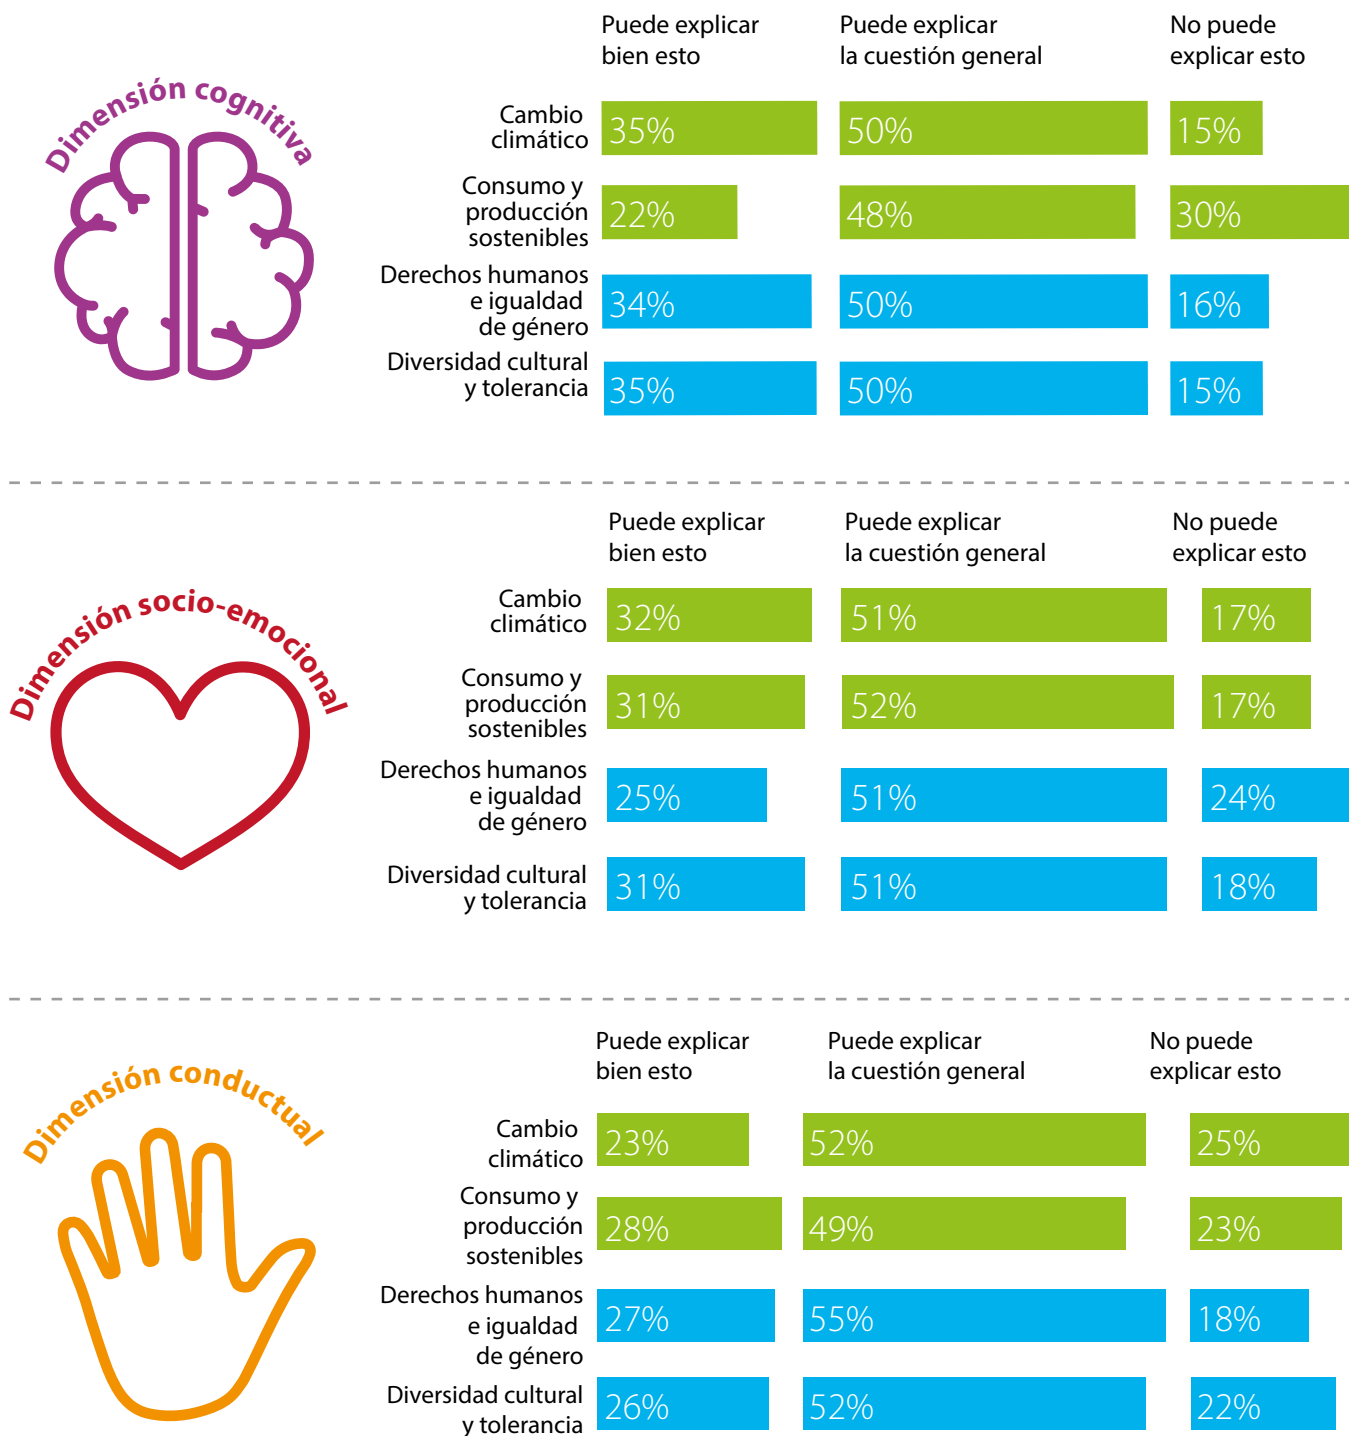 Puede explicar
bien esto
Puede explicar
la cuestión general
No puede
explicar esto
Dimensión cognitiva
Cambio
climático
35%
50%
15%
Consumo y
producción
sostenibles
22%
48%
30%
Derechos humanos
e igualdad
de género
34%
50%
16%
Diversidad cultural
y tolerancia
35%
50%
15%
Puede explicar
bien esto
Puede explicar
la cuestión general
No puede
explicar esto
Dimensión socio-emocional
Cambio
climático
32%
51%
17%
Consumo y
producción
sostenibles
31%
52%
17%
Derechos humanos
e igualdad
de género
25%
51%
24%
Diversidad cultural
y tolerancia
31%
51%
18%
Puede explicar
bien esto
Puede explicar
la cuestión general
No puede
explicar esto
Dimensión conductual
Cambio
climático
23%
52%
25%
Consumo y
producción
sostenibles
28%
49%
23%
Derechos humanos
e igualdad
de género
27%
55%
18%
Diversidad cultural
y tolerancia
26%
52%
22%